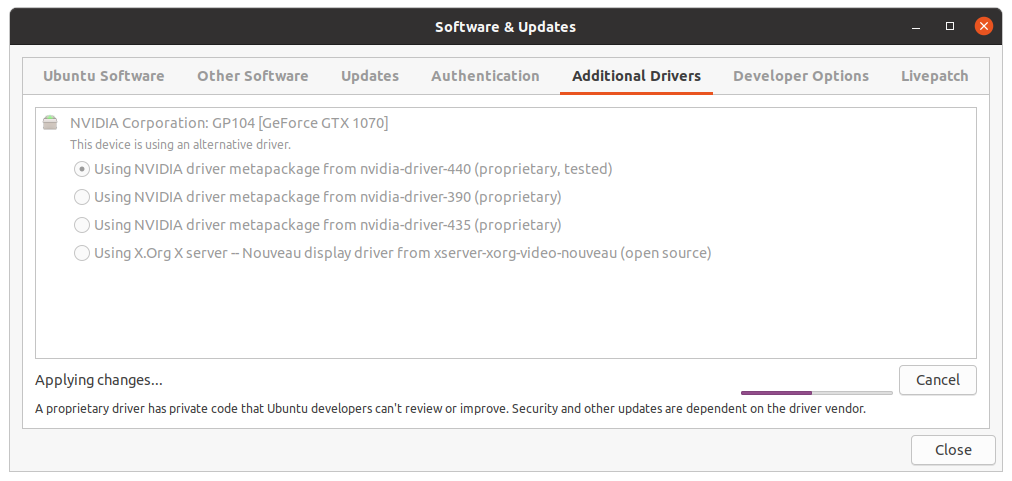 Software & Updates
Ubuntu Software Other Software Updates Authentication Additional Drivers Developer Options Livepatch
NVIDIA Corporation: GP104 [GeForce GTX 1070]
This device is using an alternative driver.
Using NVIDIA driver metapackage from nvidia-driver-440 (proprietary, tested)
Using NVIDIA driver metapackage from nvidia-driver-390 (proprietary)
Using NVIDIA driver metapackage from nvidia-driver-435 (proprietary)
Using X.Org X server -- Nouveau display driver from xserver-xorg-video-nouveau (open source)
Applying changes...
Cancel
A proprietary driver has private code that Ubuntu developers can't review or improve. Security and other updates are dependent on the driver vendor.
Close